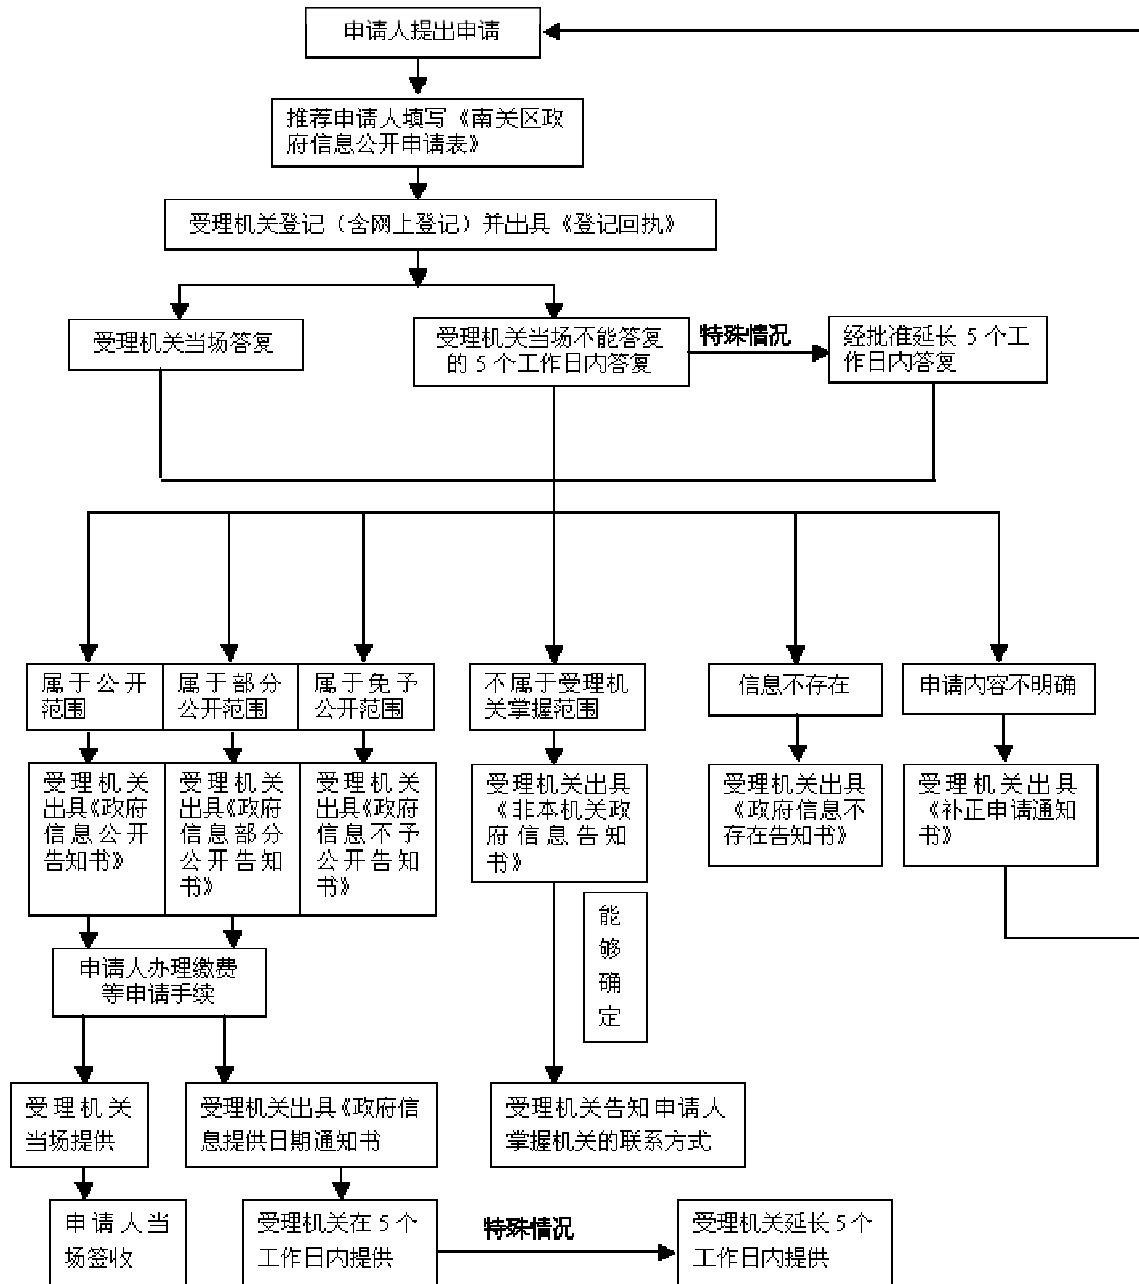 申请人提出申请
推荐申请人填写《南关区政
府信息公开申请表》
受理机关登记（含网上登记）并出具《登记回执》
受理机关当场答复
受理机关当场不能答复
的 5 个工作日内答复
特殊情况
经批准延长 5 个工
作日内答复
属于公开
范围
属于部分
公开范围
属于免予
公开范围
不属于受理机
关掌握范围
信息不存在
申请内容不明确
受理机关
出具《政府
信息公开
告知书》
受理机关
出具《政府
信息部分
公开告知
书》
受理机关
出具《政府
信息不予
公开告知
书》
受理机关出具
《非本机关政
府信息告知
书》
受理机关出具
《政府信息不
存在告知书》
受理机关出具
《补正申请通知
书》
能
够
确
定
申请人办理缴费
等申请手续
受理机关
当场提供
受理机关出具《政府信
息提供日期通知书
受理机关告知申请人
掌握机关的联系方式
申请人当
场签收
受理机关在 5 个
工作日内提供
特殊情况
受理机关延长 5 个
工作日内提供